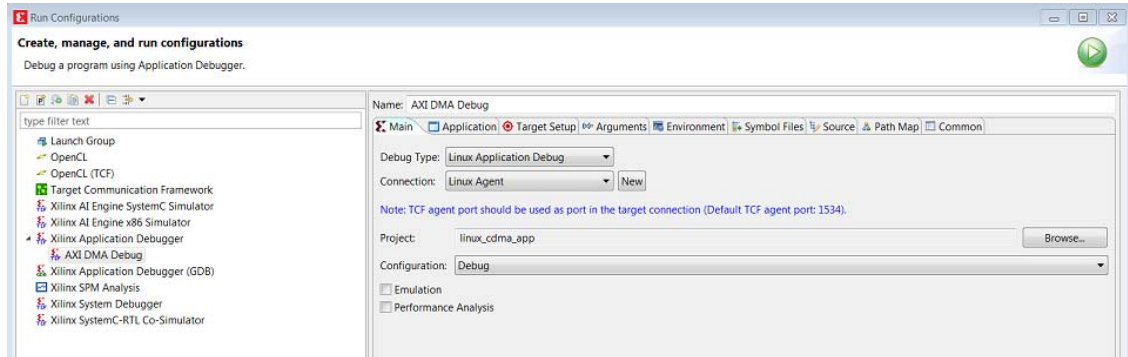 Run Configurations
Create, manage, and run configurations
Debug a program using Application Debugger.
type filter text
Launch Group
OpenCL
OpenCL (TCF)
Target Communication Framework
Xilinx AI Engine SystemC Simulator
Xilinx AI Engine x86 Simulator
Xilinx Application Debugger
AXI DMA Debug
Xilinx Application Debugger (GDB)
Xilinx SPM Analysis
Xilinx System Debugger
Xilinx SystemC-RTL Co-Simulator
Name: AXI DMA Debug
Main Application Target Setup Arguments Environment Symbol Files Source Path Map Common
Debug Type: Linux Application Debug
Connection: Linux Agent New
Note: TCF agent port should be used as port in the target connection (Default TCF agent port: 1534).
Project: linux_cdma_app Browse...
Configuration: Debug
Emulation
Performance Analysis